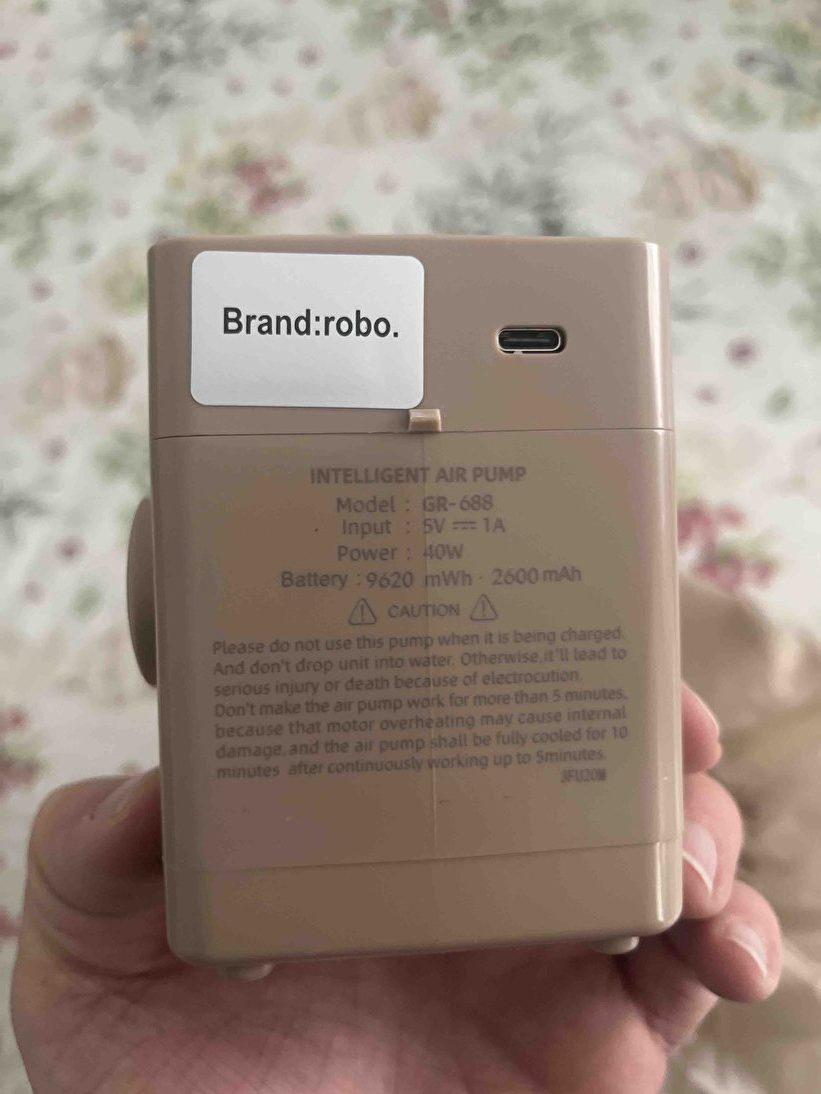 Brand:robo.
INTELLIGENT AIR PUMP
Model : GR-688
Input : 5V ⎓ 1A
Power : 40W
Battery : 9620 mWh · 2600 mAh
⚠ CAUTION ⚠
Please do not use this pump when it is being charged.
And don't drop unit into water. Otherwise,it'll lead to
serious injury or death because of electrocution.
Don't make the air pump work for more than 5 minutes,
because that motor overheating may cause internal
damage, and the air pump shall be fully cooled for 10
minutes after continuously working up to 5minutes.